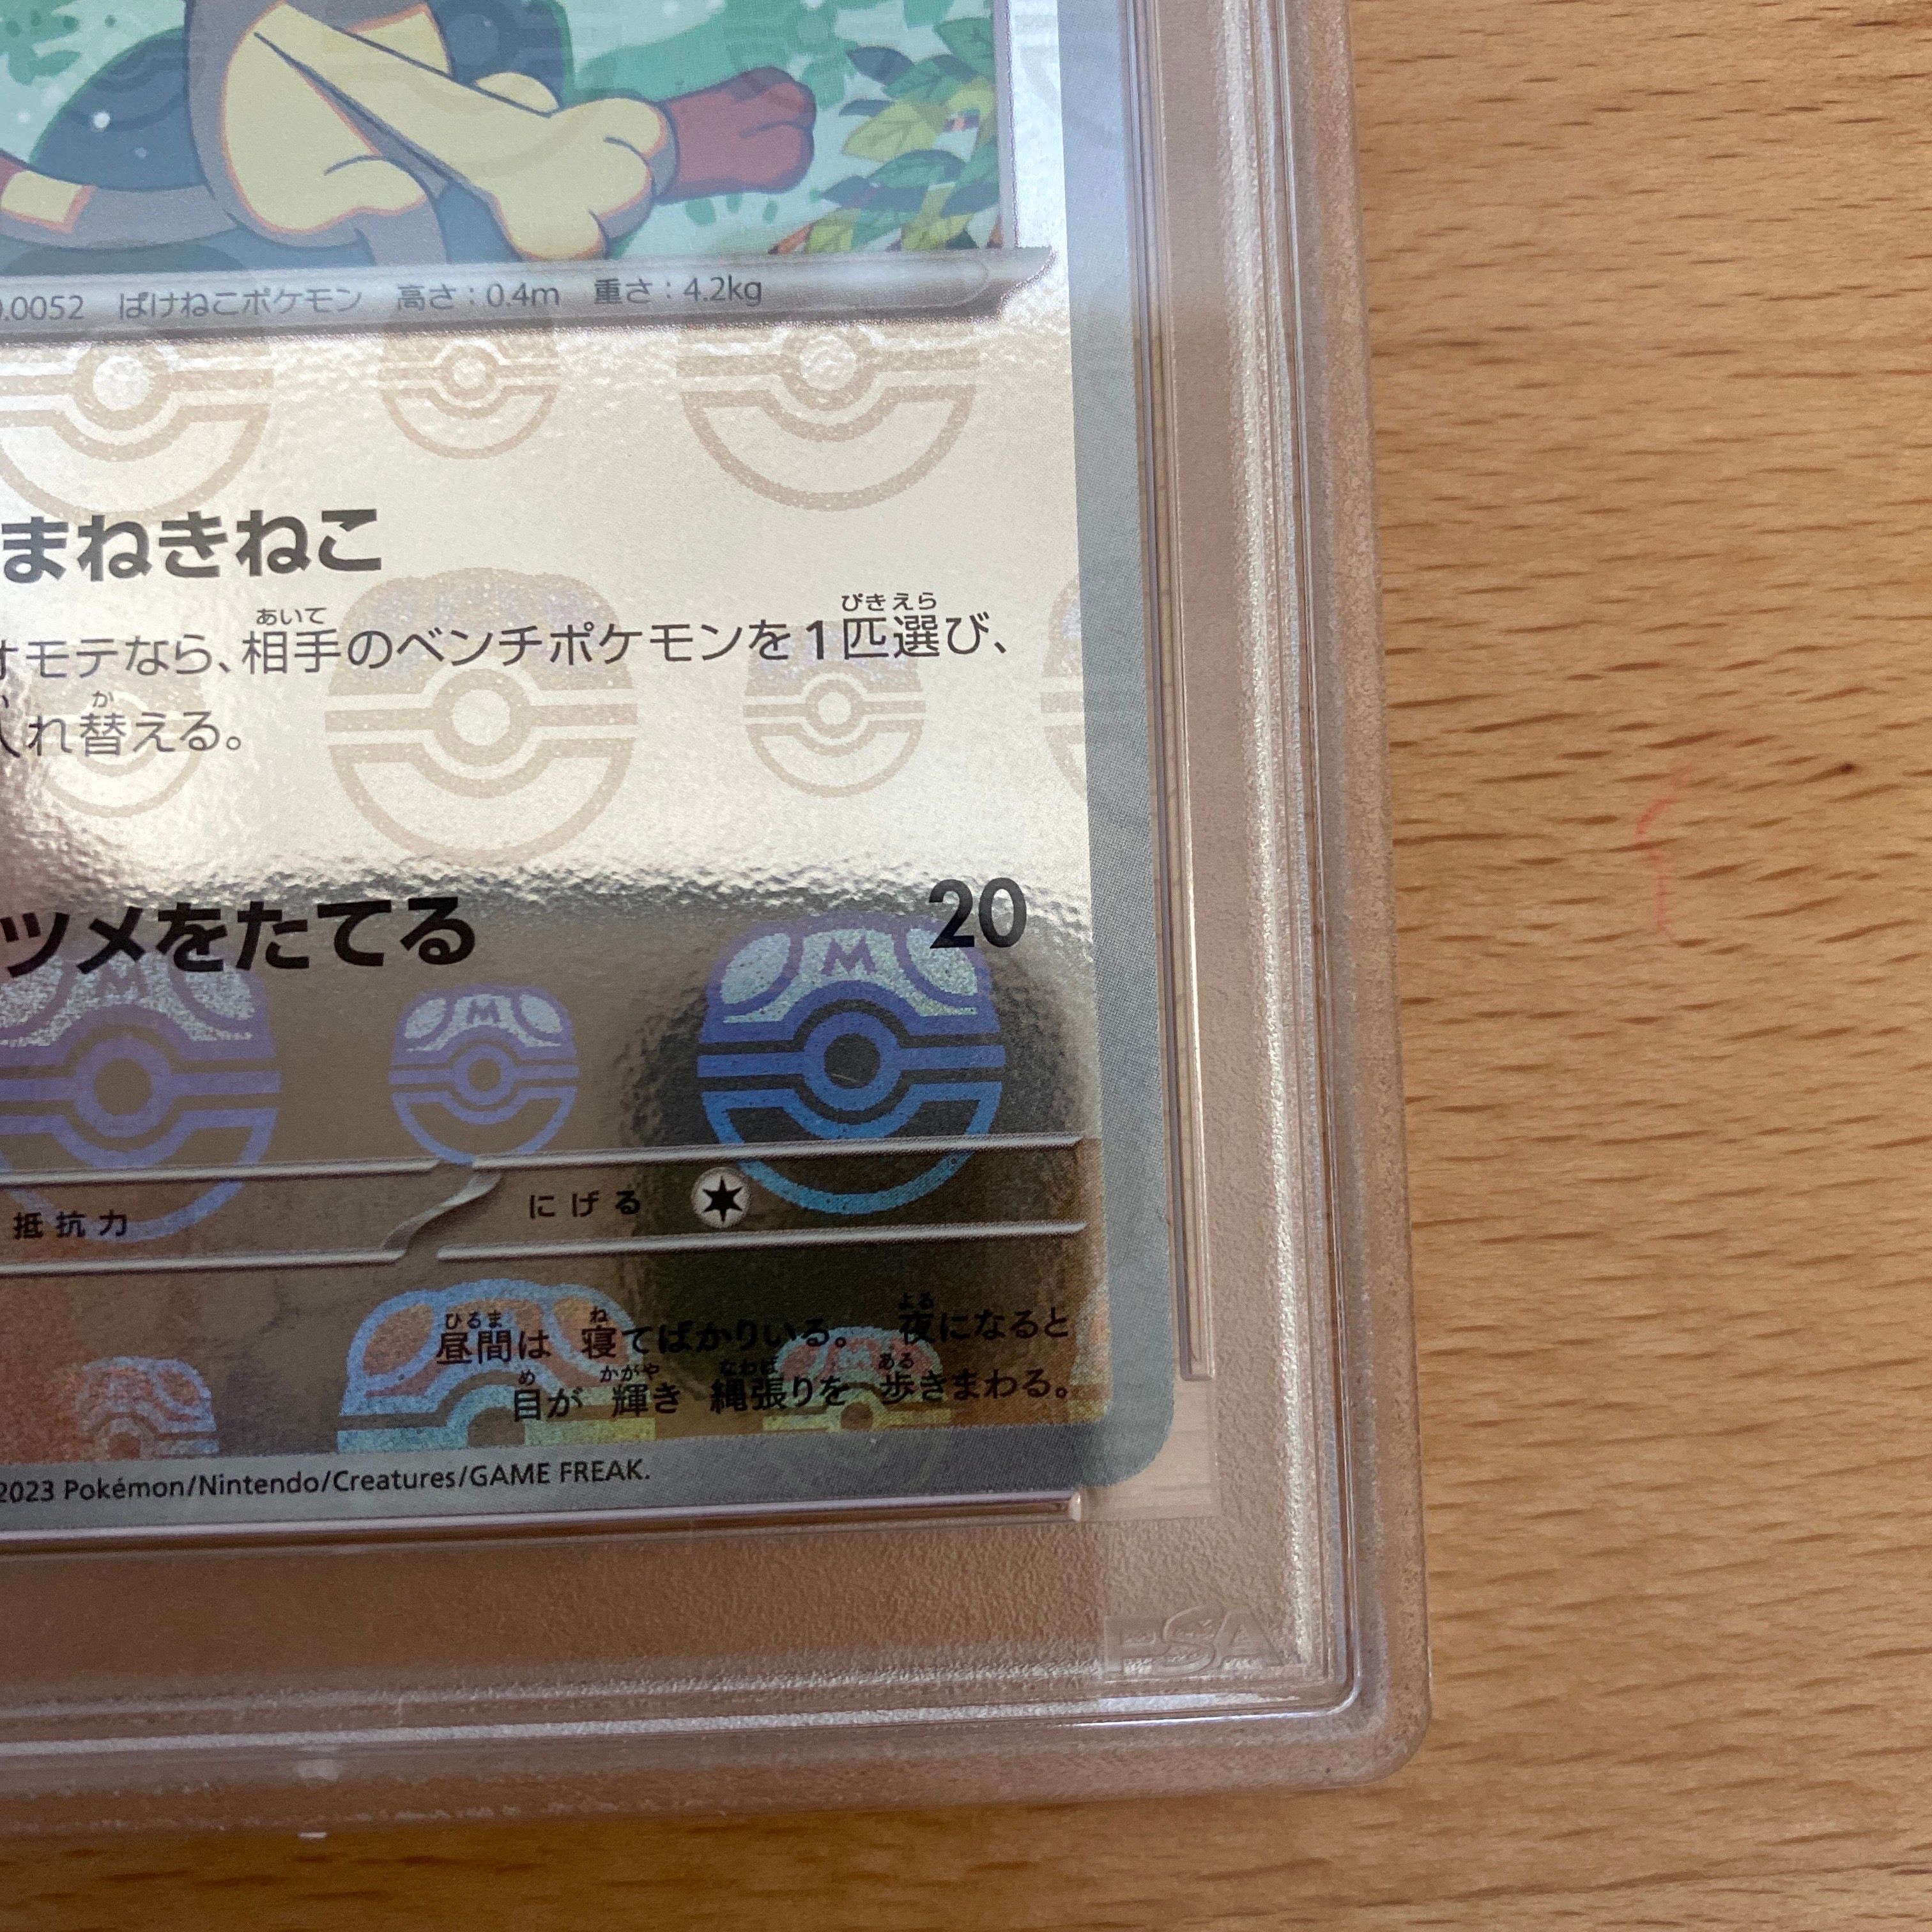 .0052 ばけねこポケモン 高さ：0.4m 重さ：4.2kg
まねきねこ
あいて ぴきえら
オモテなら、相手のベンチポケモンを1匹選び、
か
入れ替える。
ツメをたてる 20
M M M
抵抗力 にげる
ひるま ね よる
昼間は 寝てばかりいる。 夜になると
め かがや なわば ある
目が 輝き 縄張りを 歩きまわる。
2023 Pokémon/Nintendo/Creatures/GAME FREAK.
PSA